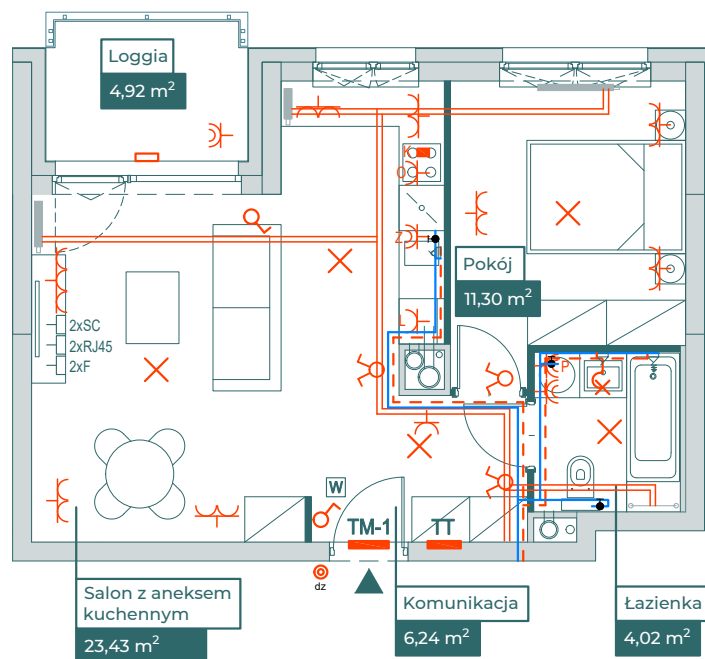 Loggia
4,92 m²
K
O
Z
L
Pokój
11,30 m²
2xSC
2xRJ45
2xF
P
W
TM-1
TT
dz
Salon z aneksem
kuchennym
23,43 m²
Komunikacja
6,24 m²
Łazienka
4,02 m²